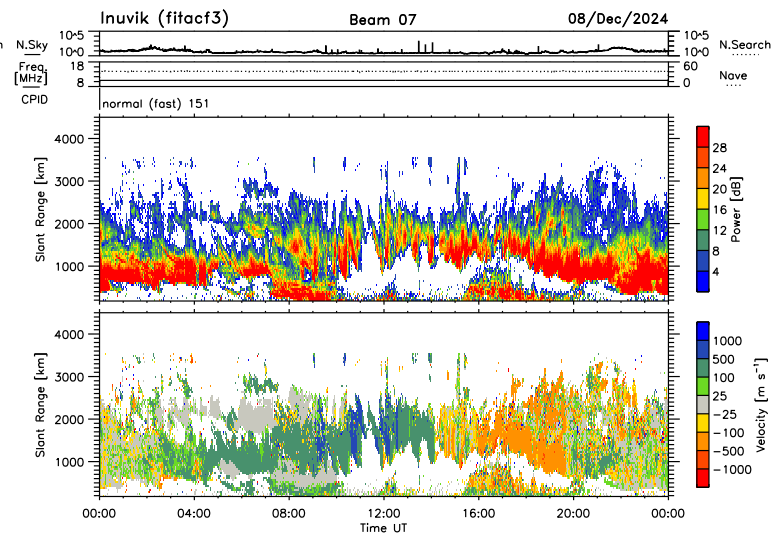 Inuvik (fitacf3) Beam 07 08/Dec/2024
N.Sky 10^5 10^0 10^5 10^0 N.Search
Freq [MHz] 18 8 60 0 Nave
CPID normal (fast) 151
Slant Range [km] 4000 3000 2000 1000
Power [dB] 28 24 20 16 12 8 4
Slant Range [km] 4000 3000 2000 1000
Velocity [m s⁻¹] 1000 500 100 25 −25 −100 −500 −1000
00:00 04:00 08:00 12:00 16:00 20:00 00:00
Time UT